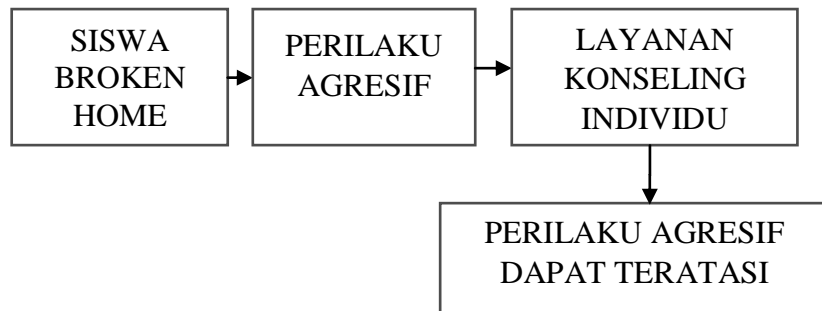 SISWA
BROKEN
HOME
PERILAKU
AGRESIF
LAYANAN
KONSELING
INDIVIDU
PERILAKU AGRESIF
DAPAT TERATASI